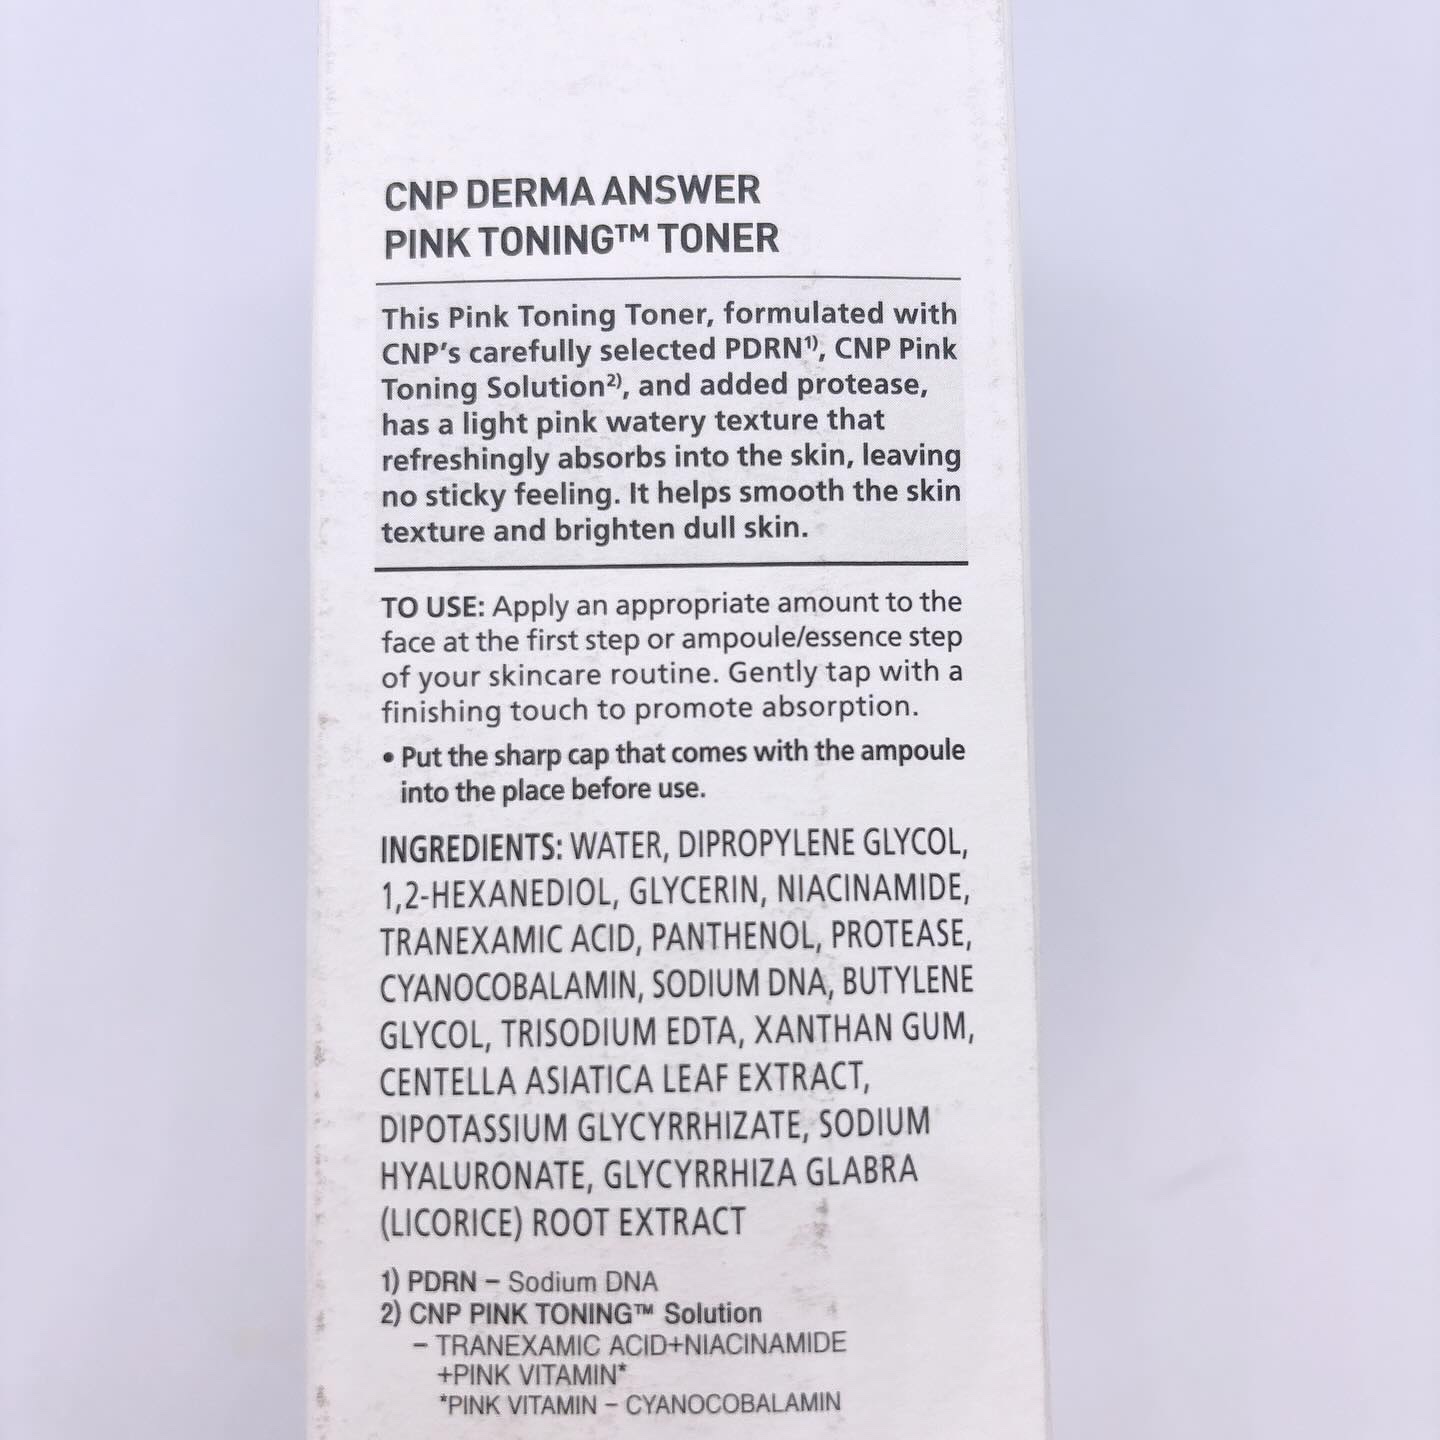 CNP DERMA ANSWER
PINK TONING™ TONER
This Pink Toning Toner, formulated with
CNP's carefully selected PDRN¹⁾, CNP Pink
Toning Solution²⁾, and added protease,
has a light pink watery texture that
refreshingly absorbs into the skin, leaving
no sticky feeling. It helps smooth the skin
texture and brighten dull skin.
TO USE: Apply an appropriate amount to the
face at the first step or ampoule/essence step
of your skincare routine. Gently tap with a
finishing touch to promote absorption.
• Put the sharp cap that comes with the ampoule
into the place before use.
INGREDIENTS: WATER, DIPROPYLENE GLYCOL,
1,2-HEXANEDIOL, GLYCERIN, NIACINAMIDE,
TRANEXAMIC ACID, PANTHENOL, PROTEASE,
CYANOCOBALAMIN, SODIUM DNA, BUTYLENE
GLYCOL, TRISODIUM EDTA, XANTHAN GUM,
CENTELLA ASIATICA LEAF EXTRACT,
DIPOTASSIUM GLYCYRRHIZATE, SODIUM
HYALURONATE, GLYCYRRHIZA GLABRA
(LICORICE) ROOT EXTRACT
1) PDRN – Sodium DNA
2) CNP PINK TONING™ Solution
– TRANEXAMIC ACID+NIACINAMIDE
+PINK VITAMIN*
*PINK VITAMIN – CYANOCOBALAMIN